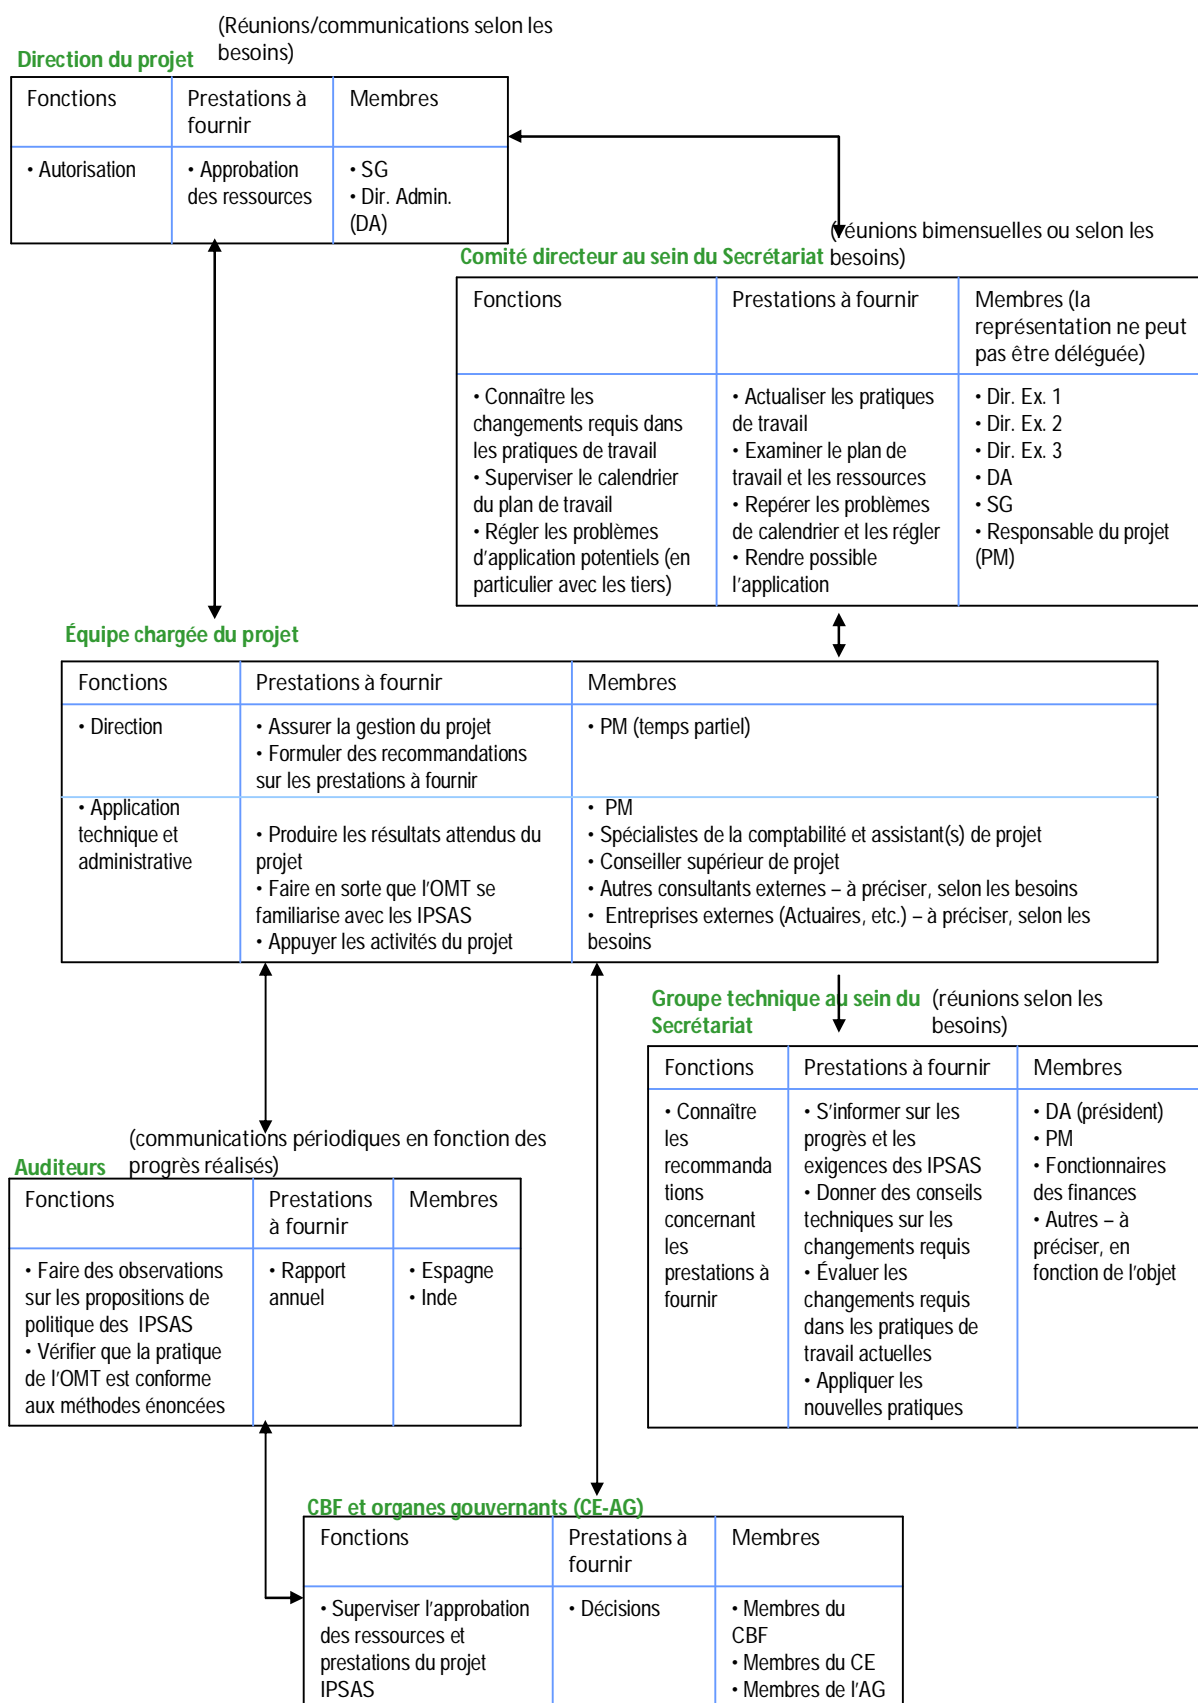 (Réunions/communications selon les
besoins)
Direction du projet
Fonctions
Prestations à
fournir
Membres
• Autorisation
• Approbation
des ressources
• SG
• Dir. Admin.
(DA)
(réunions bimensuelles ou selon les
besoins)
Comité directeur au sein du Secrétariat
Fonctions
Prestations à fournir
Membres (la
représentation ne peut
pas être déléguée)
• Connaître les
changements requis dans
les pratiques de travail
• Superviser le calendrier
du plan de travail
• Régler les problèmes
d'application potentiels (en
particulier avec les tiers)
• Actualiser les pratiques
de travail
• Examiner le plan de
travail et les ressources
• Repérer les problèmes
de calendrier et les régler
• Rendre possible
l'application
• Dir. Ex. 1
• Dir. Ex. 2
• Dir. Ex. 3
• DA
• SG
• Responsable du projet
(PM)
Équipe chargée du projet
Fonctions
Prestations à fournir
Membres
• Direction
• Assurer la gestion du projet
• Formuler des recommandations
sur les prestations à fournir
• PM (temps partiel)
• Application
technique et
administrative
• Produire les résultats attendus du
projet
• Faire en sorte que l'OMT se
familiarise avec les IPSAS
• Appuyer les activités du projet
• PM
• Spécialistes de la comptabilité et assistant(s) de projet
• Conseiller supérieur de projet
• Autres consultants externes – à préciser, selon les besoins
• Entreprises externes (Actuaires, etc.) – à préciser, selon les
besoins
Groupe technique au sein du
Secrétariat
(réunions selon les
besoins)
Fonctions
Prestations à fournir
Membres
• Connaître
les
recommanda
tions
concernant
les
prestations à
fournir
• S'informer sur les
progrès et les
exigences des IPSAS
• Donner des conseils
techniques sur les
changements requis
• Évaluer les
changements requis
dans les pratiques de
travail actuelles
• Appliquer les
nouvelles pratiques
• DA (président)
• PM
• Fonctionnaires
des finances
• Autres – à
préciser, en
fonction de l'objet
(communications périodiques en fonction des
progrès réalisés)
Auditeurs
Fonctions
Prestations
à fournir
Membres
• Faire des observations
sur les propositions de
politique des IPSAS
• Vérifier que la pratique
de l'OMT est conforme
aux méthodes énoncées
• Rapport
annuel
• Espagne
• Inde
CBF et organes gouvernants (CE-AG)
Fonctions
Prestations à
fournir
Membres
• Superviser l'approbation
des ressources et
prestations du projet
IPSAS
• Décisions
• Membres du
CBF
• Membres du CE
• Membres de l'AG